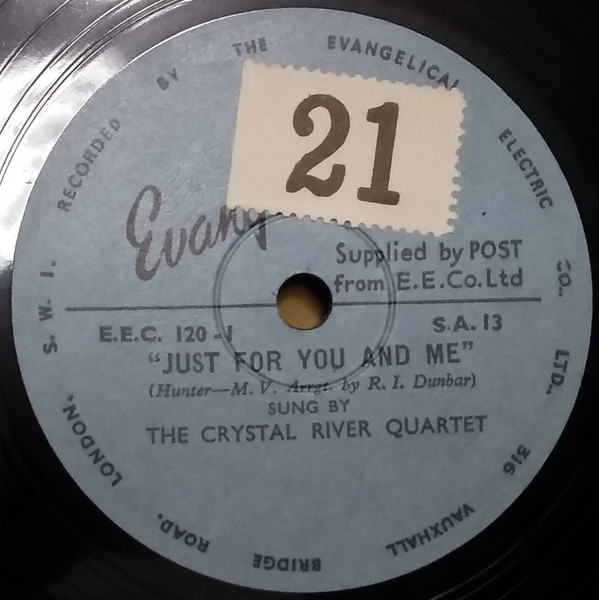 RECORDED BY THE EVANGELICAL ELECTRIC CO., LTD., 316 VAUXHALL BRIDGE ROAD, LONDON, S. W. 1.
21
Evang
Supplied by POST
from E.E.Co.Ltd
E.E.C. 120-1
S.A. 13
"JUST FOR YOU AND ME"
(Hunter—M. V. Arrgt. by R. I. Dunbar)
SUNG BY
THE CRYSTAL RIVER QUARTET